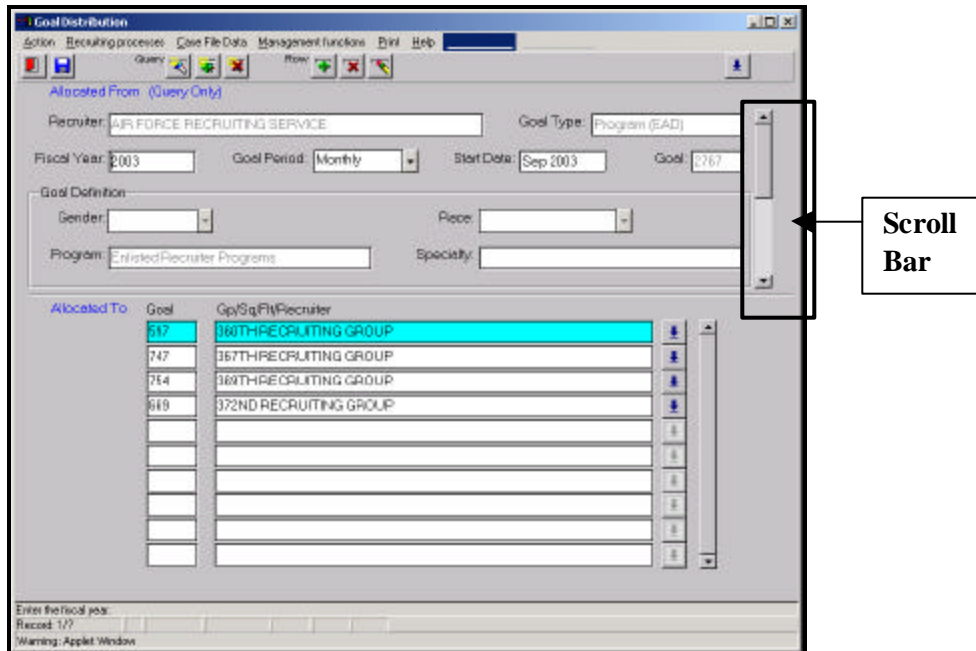 Goal Distribution
Action Recruiting processes Case File Data Management functions Print Help
Query Row
Allocated From (Query Only)
Recruiter: AIR FORCE RECRUITING SERVICE Goal Type: Program (EAD)
Fiscal Year: 2003 Goal Period: Monthly Start Date: Sep 2003 Goal: 2767
Goal Definition
Gender: Piece:
Program: Enlisted Recruiter Programs Specialty:
Scroll
Bar
Allocated To Goal Gp/Sq/Flt/Recruiter
597 360TH RECRUITING GROUP
747 367TH RECRUITING GROUP
754 369TH RECRUITING GROUP
669 372ND RECRUITING GROUP
Enter the fiscal year.
Record: 1/?
Warning: Applet Window